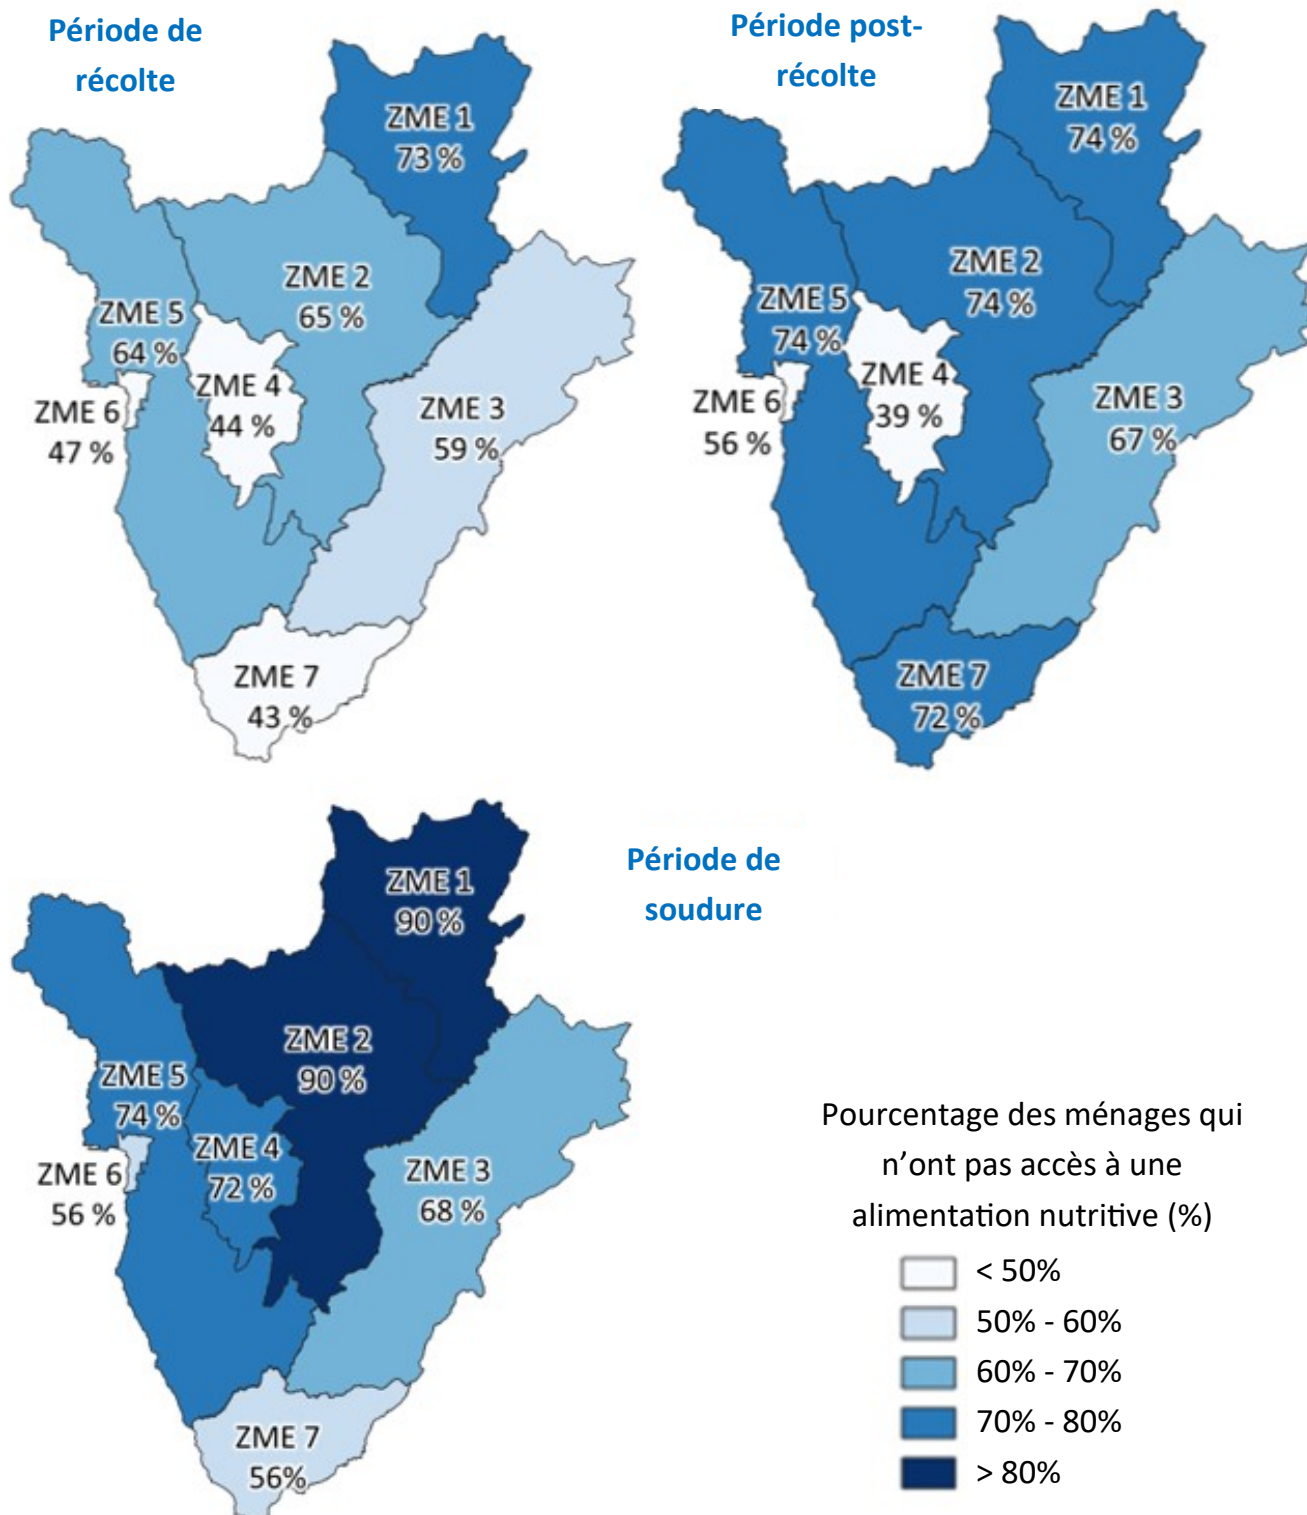 Période de
récolte
ZME 1
73 %
ZME 2
65 %
ZME 5
64 %
ZME 4
44 %
ZME 6
47 %
ZME 3
59 %
ZME 7
43 %
Période post-
récolte
ZME 1
74 %
ZME 2
74 %
ZME 5
74 %
ZME 4
39 %
ZME 6
56 %
ZME 3
67 %
ZME 7
72 %
Période de
soudure
ZME 1
90 %
ZME 2
90 %
ZME 5
74 %
ZME 4
72 %
ZME 6
56 %
ZME 3
68 %
ZME 7
56%
Pourcentage des ménages qui
n’ont pas accès à une
alimentation nutritive (%)
< 50%
50% - 60%
60% - 70%
70% - 80%
> 80%